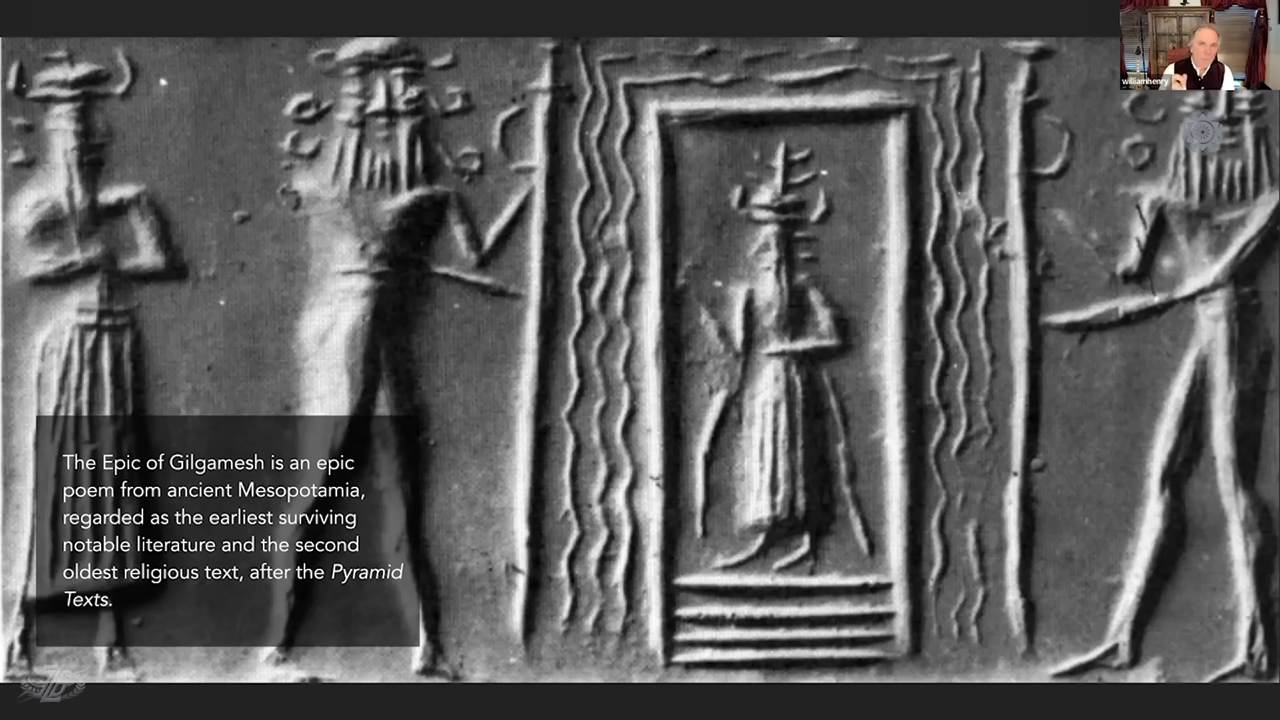 williamhenry
The Epic of Gilgamesh is an epic
poem from ancient Mesopotamia,
regarded as the earliest surviving
notable literature and the second
oldest religious text, after the Pyramid
Texts.